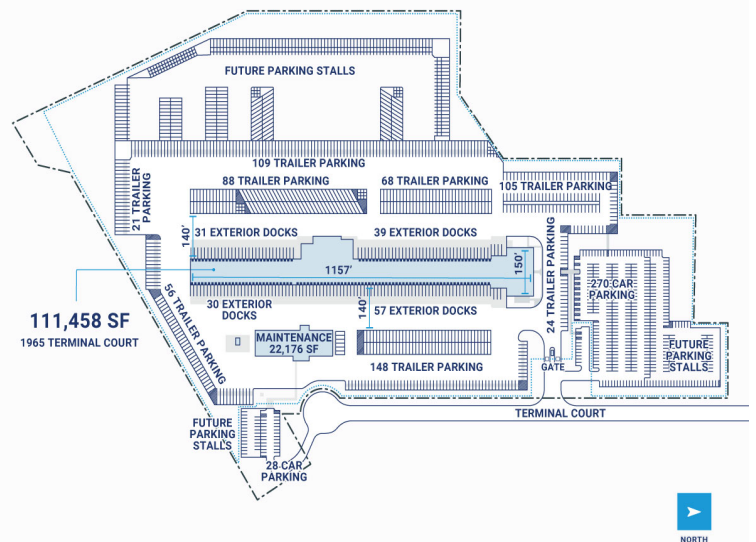 FUTURE PARKING STALLS
109 TRAILER PARKING
88 TRAILER PARKING
68 TRAILER PARKING
105 TRAILER PARKING
21 TRAILER
PARKING
140'
31 EXTERIOR DOCKS
39 EXTERIOR DOCKS
1157'
150'
24 TRAILER PARKING
270 CAR
PARKING
111,458 SF
1965 TERMINAL COURT
56 TRAILER PARKING
30 EXTERIOR
DOCKS
140'
57 EXTERIOR DOCKS
MAINTENANCE
22,176 SF
148 TRAILER PARKING
GATE
FUTURE
PARKING
STALLS
TERMINAL COURT
FUTURE
PARKING
STALLS
28 CAR
PARKING
NORTH